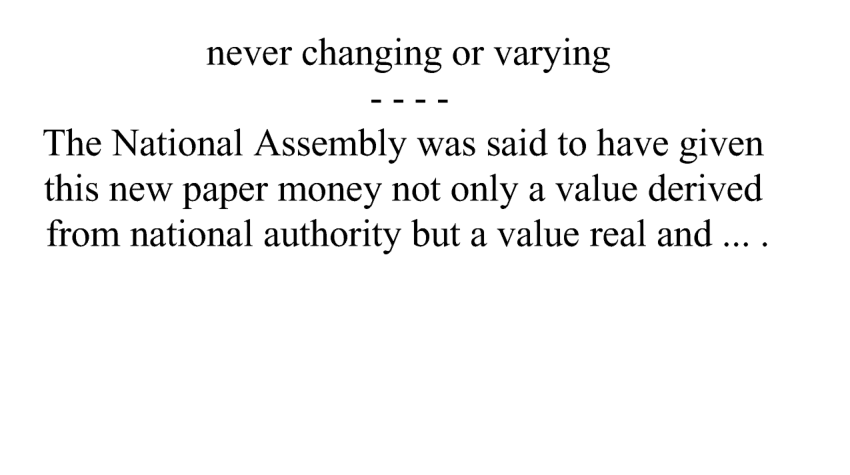 never changing or varying
- - - -
The National Assembly was said to have given
this new paper money not only a value derived
from national authority but a value real and ... .